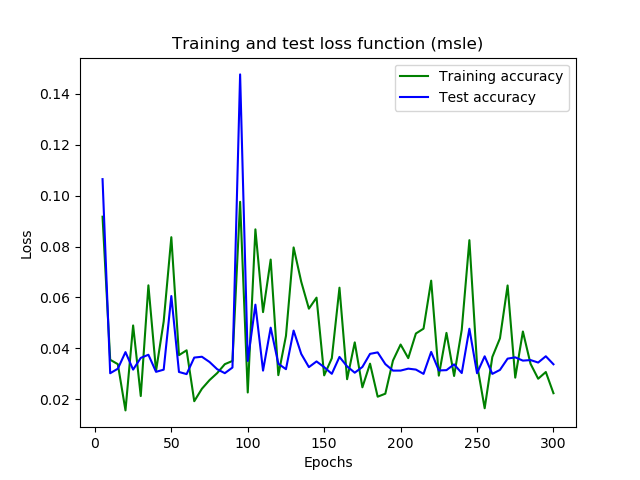 Training and test loss function (msle)
Training accuracy
Test accuracy
0.14
0.12
0.10
0.08
0.06
0.04
0.02
Loss
0
50
100
150
200
250
300
Epochs